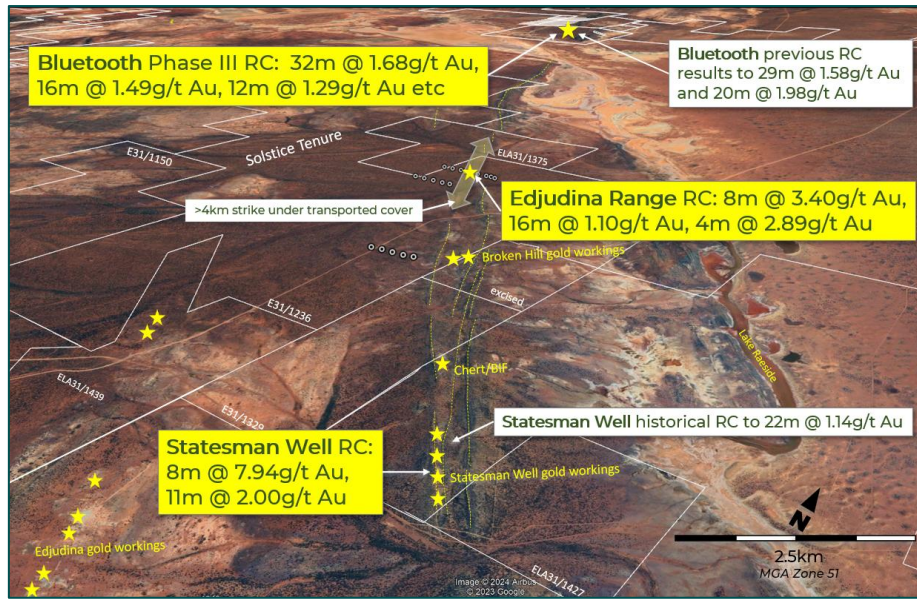 Bluetooth Phase III RC: 32m @ 1.68g/t Au,
16m @ 1.49g/t Au, 12m @ 1.29g/t Au etc
Bluetooth previous RC
results to 29m @ 1.58g/t Au
and 20m @ 1.98g/t Au
E31/1150
Solstice Tenure
ELA31/1375
>4km strike under transported cover
Edjudina Range RC: 8m @ 3.40g/t Au,
16m @ 1.10g/t Au, 4m @ 2.89g/t Au
Broken Hill gold workings
excised
E31/1236
Lake Raeside
Chert/BIF
ELA31/1439
E31/1329
Statesman Well RC:
8m @ 7.94g/t Au,
11m @ 2.00g/t Au
Statesman Well historical RC to 22m @ 1.14g/t Au
Statesman Well gold workings
Edjudina gold workings
ELA31/1427
N
2.5km
MGA Zone 51
Image © 2024 Airbus
© 2023 Google